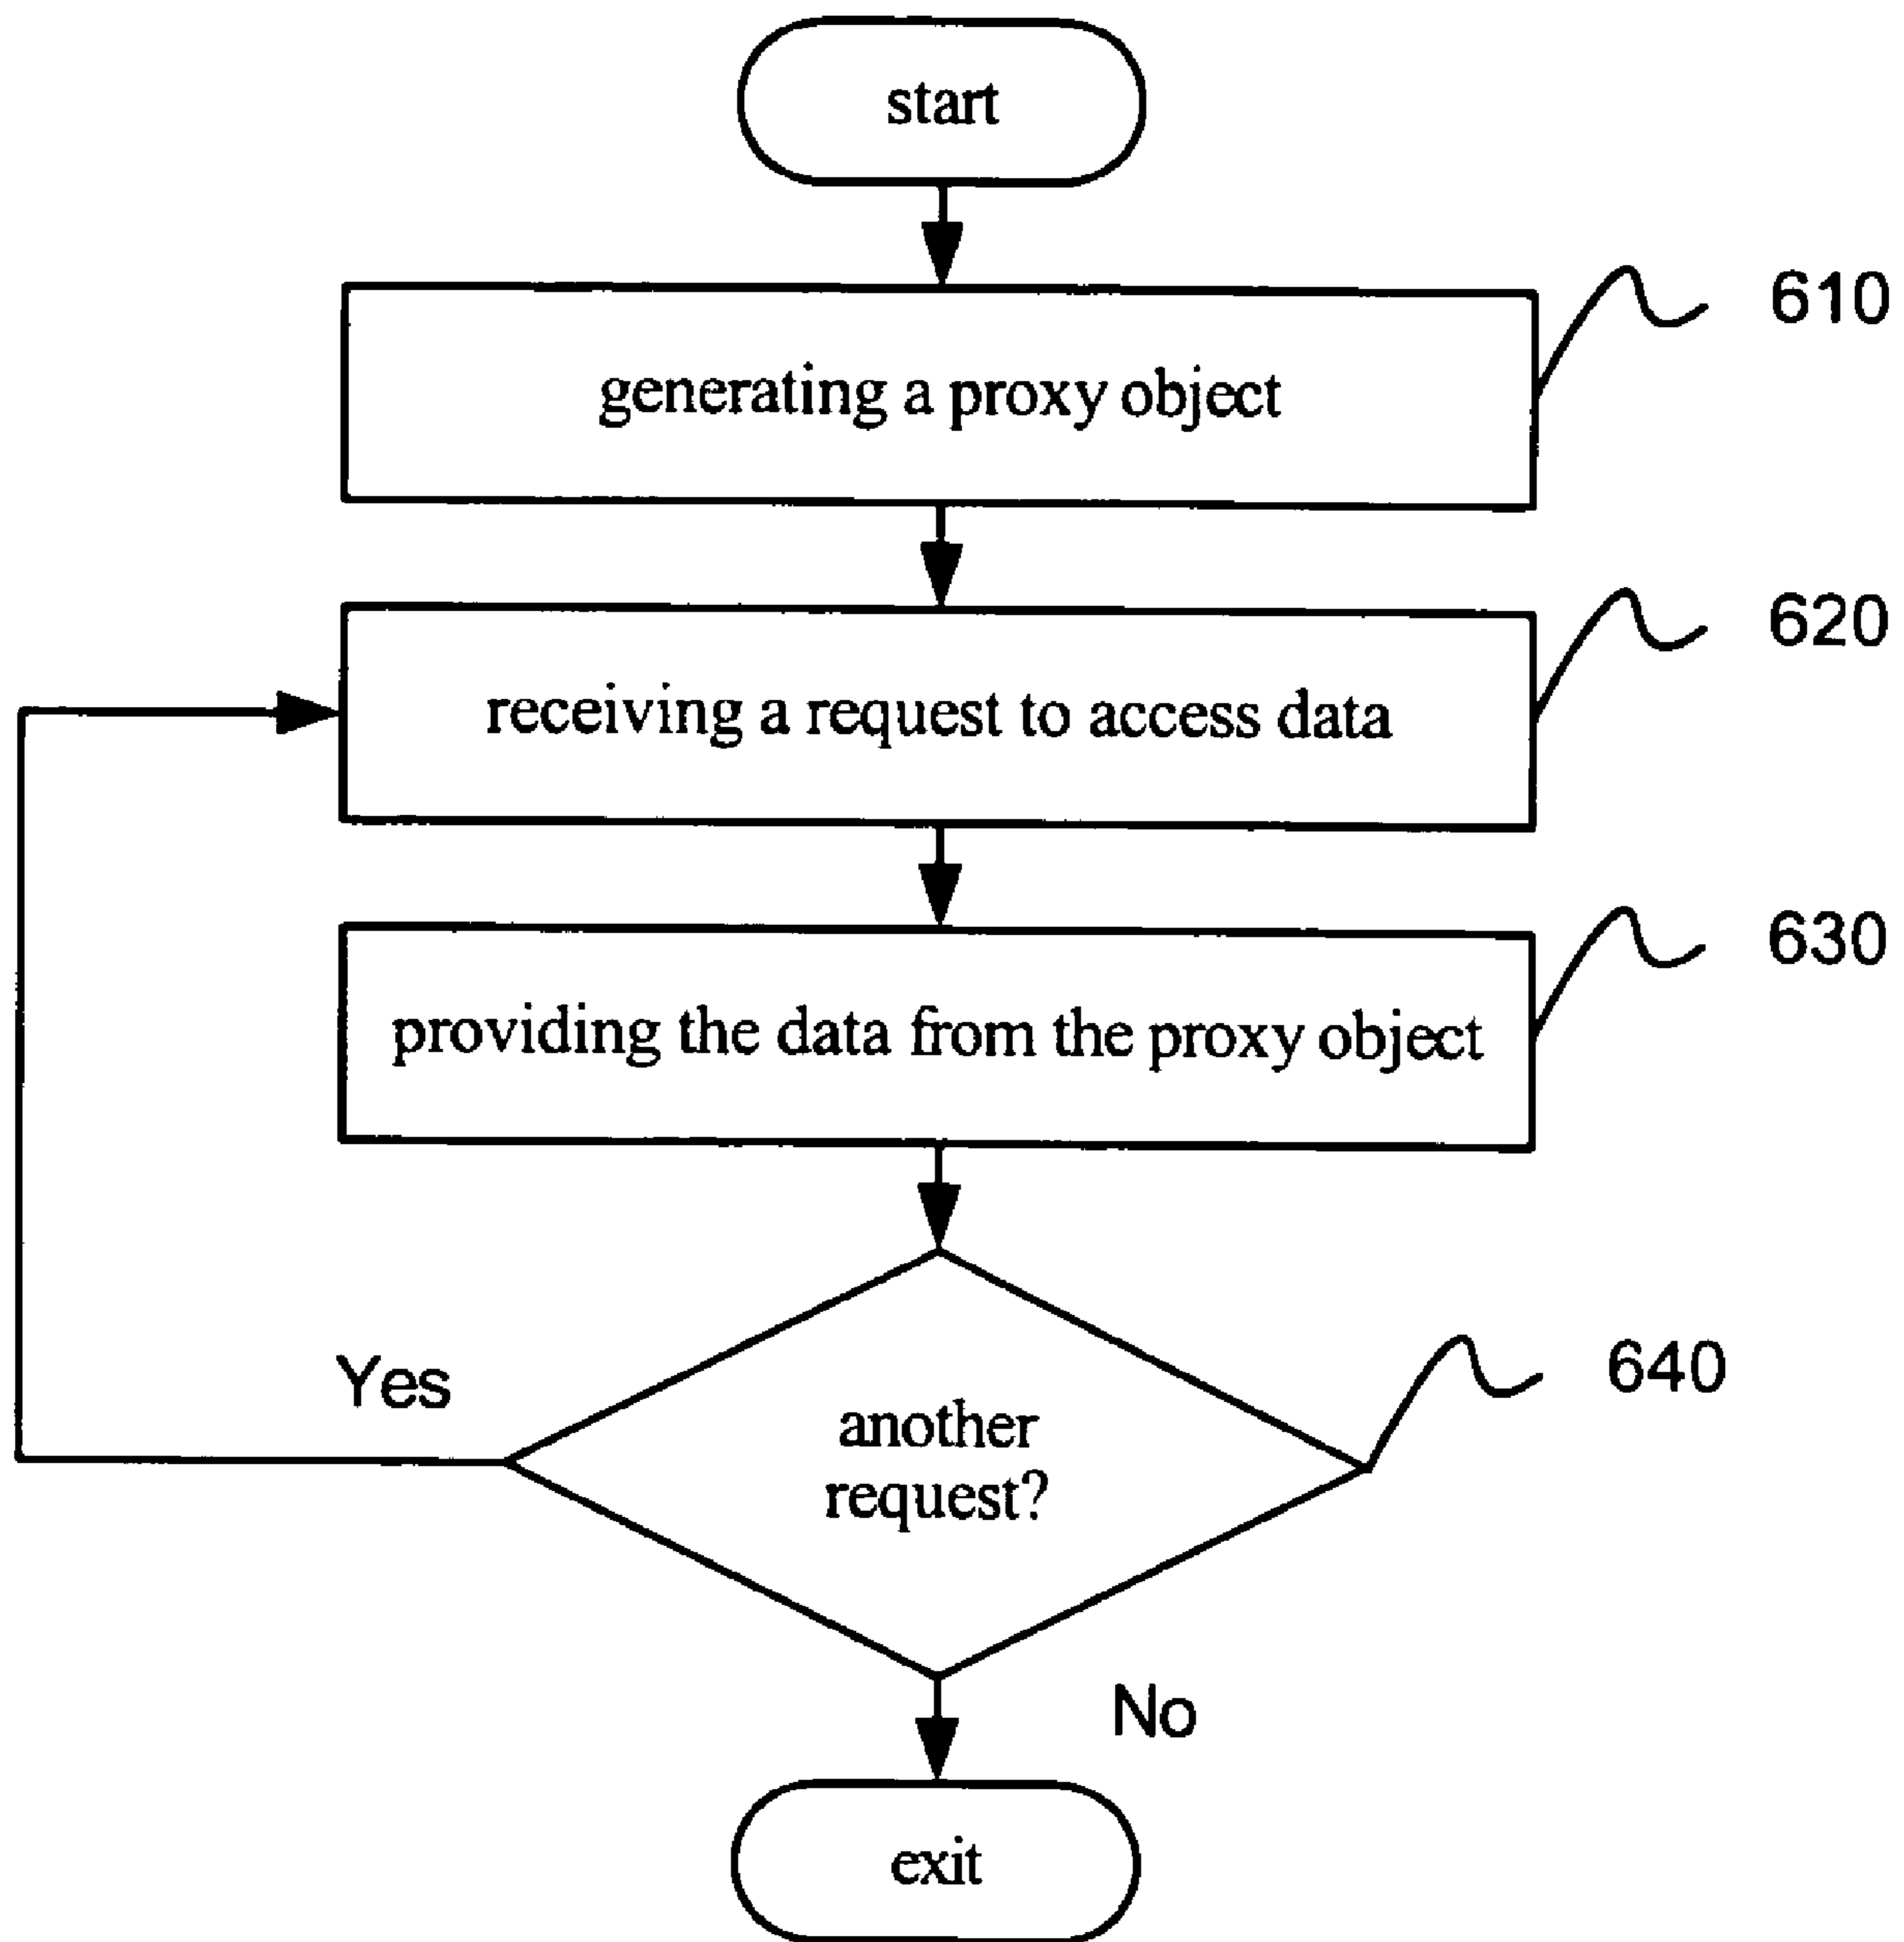 start
generating a proxy object
610
receiving a request to access data
620
providing the data from the proxy object
630
Yes
another
request?
640
No
exit